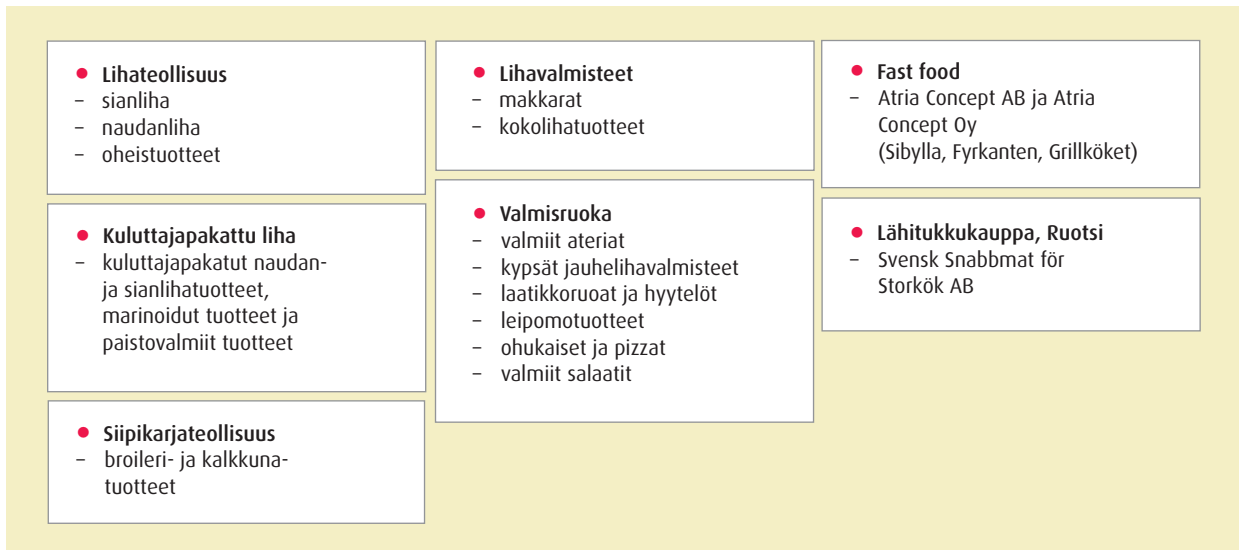 • Lihateollisuus
– sianliha
– naudanliha
– oheistuotteet
• Kuluttajapakattu liha
– kuluttajapakatut naudan-
ja sianlihatuotteet,
marinoidut tuotteet ja
paistovalmiit tuotteet
• Siipikarjateollisuus
– broileri- ja kalkkuna-
tuotteet
• Lihavalmisteet
– makkarat
– kokolihatuotteet
• Valmisruoka
– valmiit ateriat
– kypsät jauhelihavalmisteet
– laatikkoruoat ja hyytelöt
– leipomotuotteet
– ohukaiset ja pizzat
– valmiit salaatit
• Fast food
– Atria Concept AB ja Atria
Concept Oy
(Sibylla, Fyrkanten, Grillköket)
• Lähitukkukauppa, Ruotsi
– Svensk Snabbmat för
Storkök AB